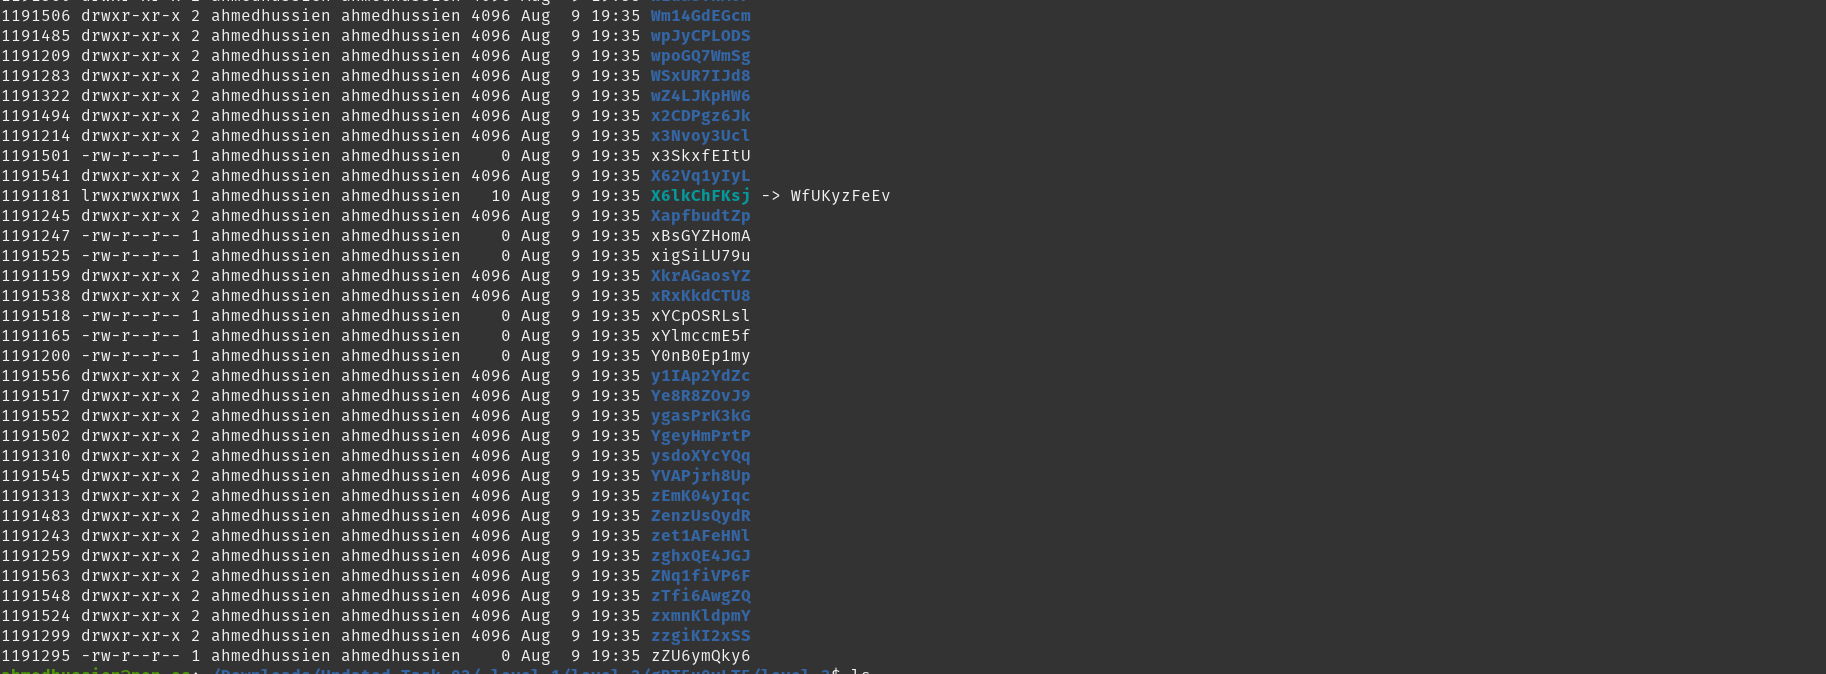 1191506 drwxr-xr-x 2 ahmedhussien ahmedhussien 4096 Aug  9 19:35 Wm14GdEGcm
1191485 drwxr-xr-x 2 ahmedhussien ahmedhussien 4096 Aug  9 19:35 wpJyCPLODS
1191209 drwxr-xr-x 2 ahmedhussien ahmedhussien 4096 Aug  9 19:35 wpoGQ7WmSg
1191283 drwxr-xr-x 2 ahmedhussien ahmedhussien 4096 Aug  9 19:35 WSxUR7IJd8
1191322 drwxr-xr-x 2 ahmedhussien ahmedhussien 4096 Aug  9 19:35 wZ4LJKpHW6
1191494 drwxr-xr-x 2 ahmedhussien ahmedhussien 4096 Aug  9 19:35 x2CDPgz6Jk
1191214 drwxr-xr-x 2 ahmedhussien ahmedhussien 4096 Aug  9 19:35 x3Nvoy3Ucl
1191501 -rw-r--r-- 1 ahmedhussien ahmedhussien    0 Aug  9 19:35 x3SkxfEItU
1191541 drwxr-xr-x 2 ahmedhussien ahmedhussien 4096 Aug  9 19:35 X62Vq1yIyL
1191181 lrwxrwxrwx 1 ahmedhussien ahmedhussien   10 Aug  9 19:35 X6lkChFKsj -> WfUKyzFeEv
1191245 drwxr-xr-x 2 ahmedhussien ahmedhussien 4096 Aug  9 19:35 XapfbudtZp
1191247 -rw-r--r-- 1 ahmedhussien ahmedhussien    0 Aug  9 19:35 xBsGYZHomA
1191525 -rw-r--r-- 1 ahmedhussien ahmedhussien    0 Aug  9 19:35 xigSiLU79u
1191159 drwxr-xr-x 2 ahmedhussien ahmedhussien 4096 Aug  9 19:35 XkrAGaosYZ
1191538 drwxr-xr-x 2 ahmedhussien ahmedhussien 4096 Aug  9 19:35 xRxKkdCTU8
1191518 -rw-r--r-- 1 ahmedhussien ahmedhussien    0 Aug  9 19:35 xYCpOSRLsl
1191165 -rw-r--r-- 1 ahmedhussien ahmedhussien    0 Aug  9 19:35 xYlmccmE5f
1191200 -rw-r--r-- 1 ahmedhussien ahmedhussien    0 Aug  9 19:35 Y0nB0Ep1my
1191556 drwxr-xr-x 2 ahmedhussien ahmedhussien 4096 Aug  9 19:35 y1IAp2YdZc
1191517 drwxr-xr-x 2 ahmedhussien ahmedhussien 4096 Aug  9 19:35 Ye8R8ZOvJ9
1191552 drwxr-xr-x 2 ahmedhussien ahmedhussien 4096 Aug  9 19:35 ygasPrK3kG
1191502 drwxr-xr-x 2 ahmedhussien ahmedhussien 4096 Aug  9 19:35 YgeyHmPrtP
1191310 drwxr-xr-x 2 ahmedhussien ahmedhussien 4096 Aug  9 19:35 ysdoXYcYQq
1191545 drwxr-xr-x 2 ahmedhussien ahmedhussien 4096 Aug  9 19:35 YVAPjrh8Up
1191313 drwxr-xr-x 2 ahmedhussien ahmedhussien 4096 Aug  9 19:35 zEmK04yIqc
1191483 drwxr-xr-x 2 ahmedhussien ahmedhussien 4096 Aug  9 19:35 ZenzUsQydR
1191243 drwxr-xr-x 2 ahmedhussien ahmedhussien 4096 Aug  9 19:35 zet1AFeHNl
1191259 drwxr-xr-x 2 ahmedhussien ahmedhussien 4096 Aug  9 19:35 zghxQE4JGJ
1191563 drwxr-xr-x 2 ahmedhussien ahmedhussien 4096 Aug  9 19:35 ZNq1fiVP6F
1191548 drwxr-xr-x 2 ahmedhussien ahmedhussien 4096 Aug  9 19:35 zTfi6AwgZQ
1191524 drwxr-xr-x 2 ahmedhussien ahmedhussien 4096 Aug  9 19:35 zxmnKldpmY
1191299 drwxr-xr-x 2 ahmedhussien ahmedhussien 4096 Aug  9 19:35 zzgiKI2xSS
1191295 -rw-r--r-- 1 ahmedhussien ahmedhussien    0 Aug  9 19:35 zZU6ymQky6